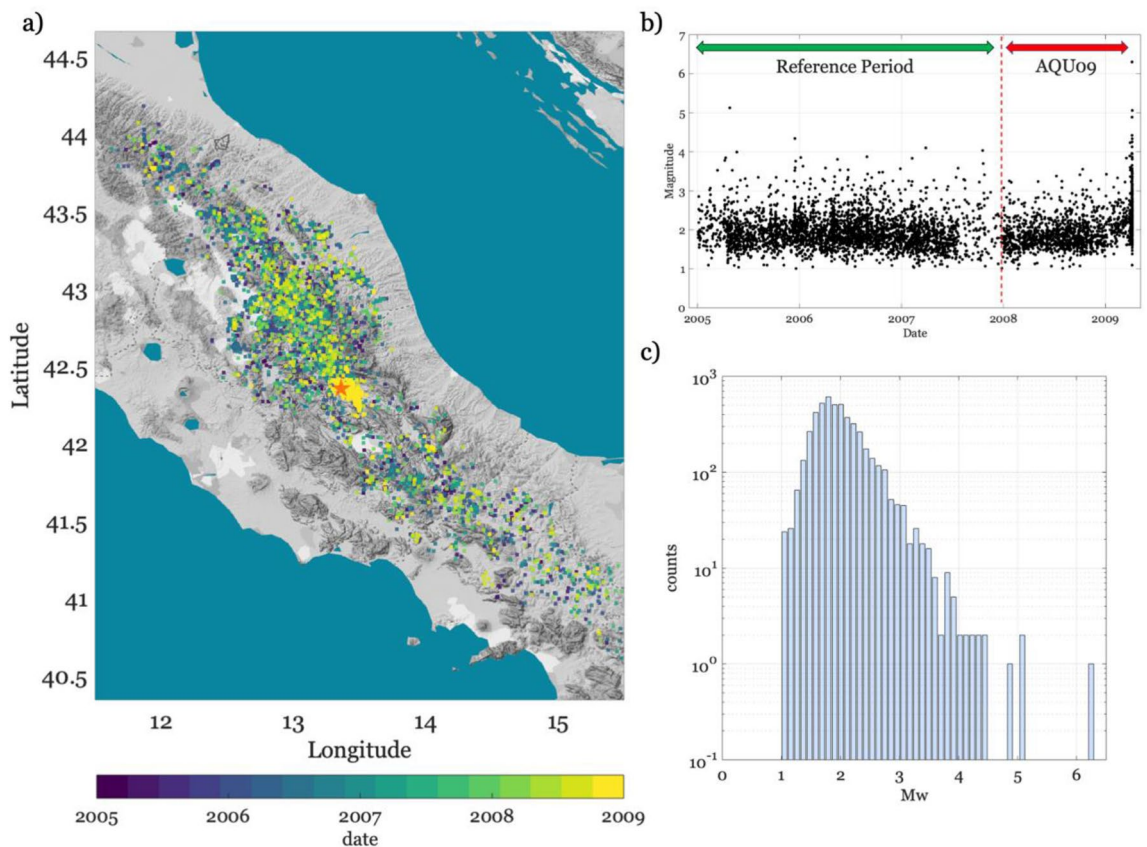 a)
44.5
44
43.5
43
42.5
42
41.5
41
40.5
Latitude
12 13 14 15
Longitude
2005 2006 2007 2008 2009
date
b)
7
6
5
4
3
2
1
0
Magnitude
Reference Period AQU09
2005 2006 2007 2008 2009
Date
c)
10³
10²
10¹
10⁰
10⁻¹
counts
0 1 2 3 4 5 6
Mw